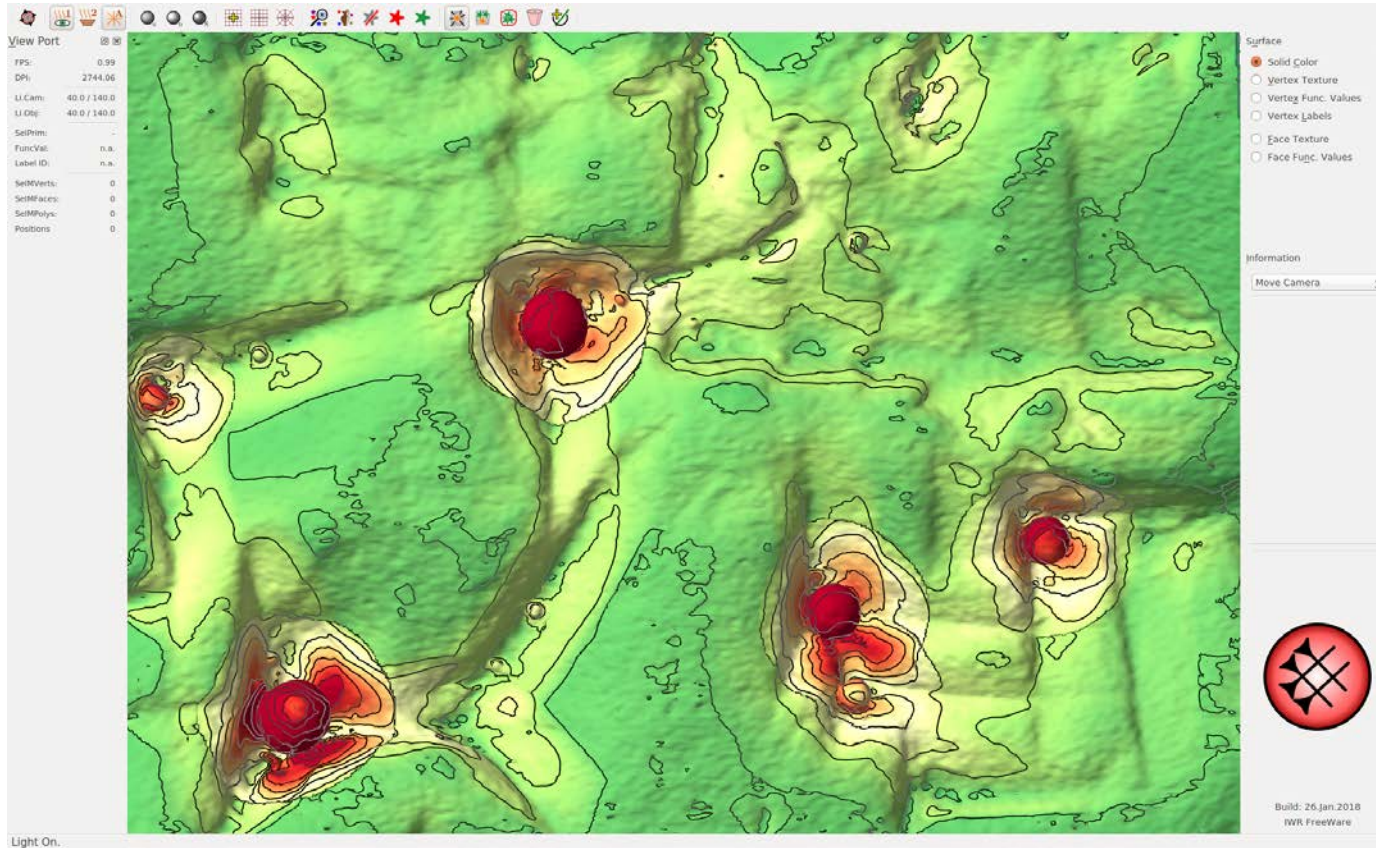 View Port
FPS: 0.99
DPI: 2744.06
Li.Cam: 40.0 / 140.0
Li.Obj: 40.0 / 140.0
SelPrim: -
FuncVal: n.a.
Label ID: n.a.
SelMVerts: 0
SelMFaces: 0
SelMPolys: 0
Positions 0
Light On.
Surface
Solid Color
Vertex Texture
Vertex Func. Values
Vertex Labels
Face Texture
Face Func. Values
Information
Move Camera
Build: 26.Jan.2018
IWR FreeWare